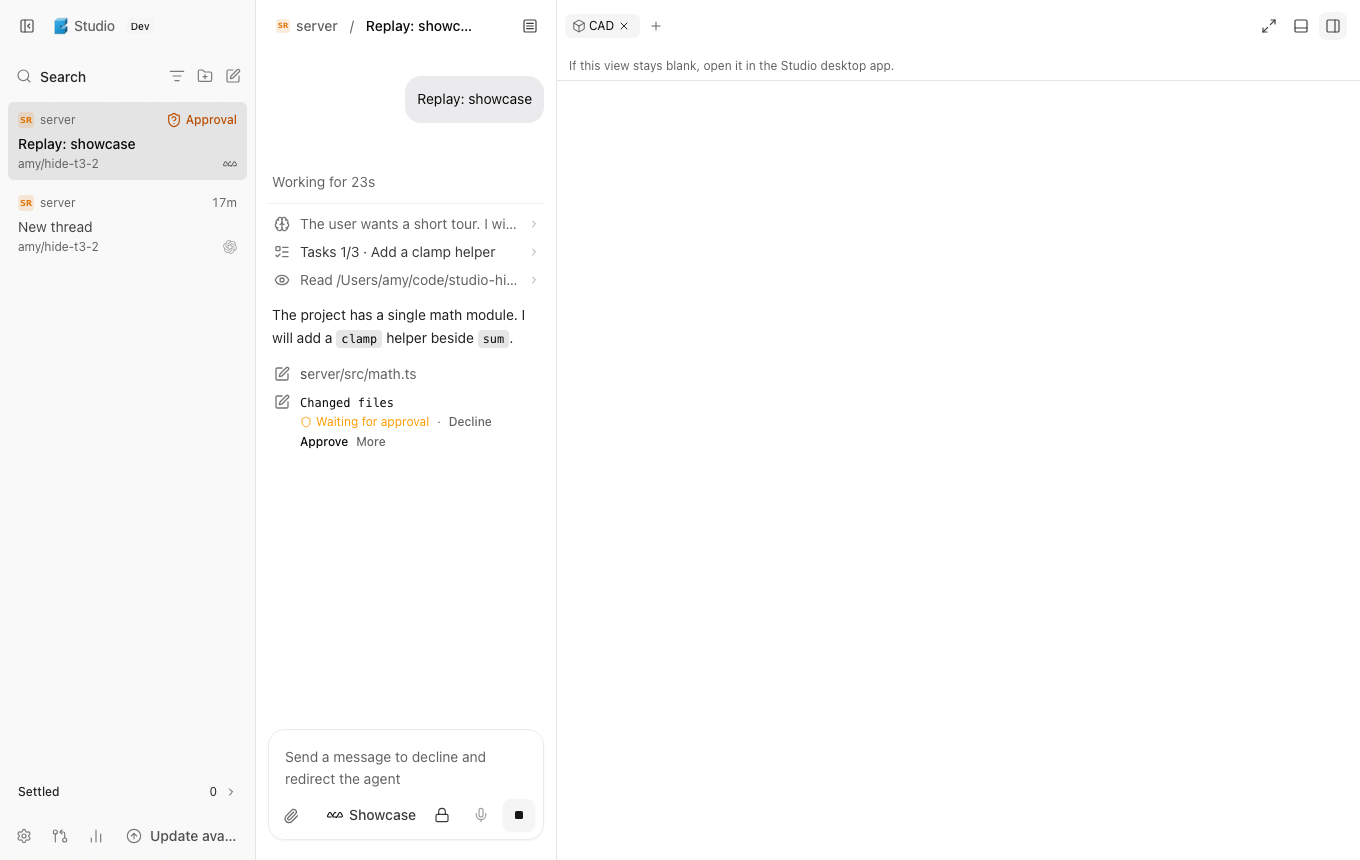 Studio Dev
Search
SR server Approval
Replay: showcase
amy/hide-t3-2
SR server 17m
New thread
amy/hide-t3-2
Settled 0
Update ava...
SR server / Replay: showc...
Replay: showcase
Working for 23s
The user wants a short tour. I wi...
Tasks 1/3 · Add a clamp helper
Read /Users/amy/code/studio-hi...
The project has a single math module. I
will add a clamp helper beside sum.
server/src/math.ts
Changed files
Waiting for approval · Decline
Approve More
Send a message to decline and
redirect the agent
Showcase
CAD
If this view stays blank, open it in the Studio desktop app.